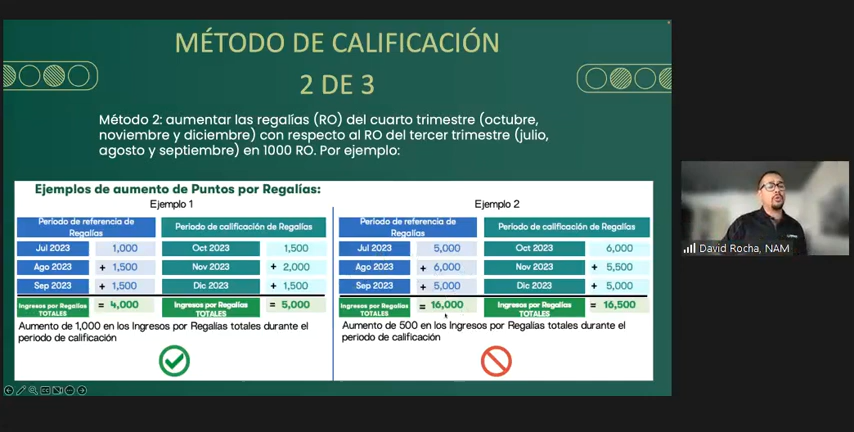 MÉTODO DE CALIFICACIÓN
2 DE 3
Método 2: aumentar las regalías (RO) del cuarto trimestre (octubre,
noviembre y diciembre) con respecto al RO del tercer trimestre (julio,
agosto y septiembre) en 1000 RO. Por ejemplo:
Ejemplos de aumento de Puntos por Regalías:
Ejemplo 1
Periodo de referencia de
Regalías
Periodo de calificación de Regalías
Jul 2023 1,000 Oct 2023 1,500
Ago 2023 + 1,500 Nov 2023 + 2,000
Sep 2023 + 1,500 Dic 2023 + 1,500
Ingresos por Regalías
TOTALES
= 4,000
Ingresos por Regalías
TOTALES
= 5,000
Aumento de 1,000 en los Ingresos por Regalías totales durante el
periodo de calificación
Ejemplo 2
Periodo de referencia de
Regalías
Periodo de calificación de Regalías
Jul 2023 5,000 Oct 2023 6,000
Ago 2023 + 6,000 Nov 2023 + 5,500
Sep 2023 + 5,000 Dic 2023 + 5,000
Ingresos por Regalías
TOTALES
= 16,000
Ingresos por Regalías
TOTALES
= 16,500
Aumento de 500 en los Ingresos por Regalías totales durante el
periodo de calificación
David Rocha, NAM